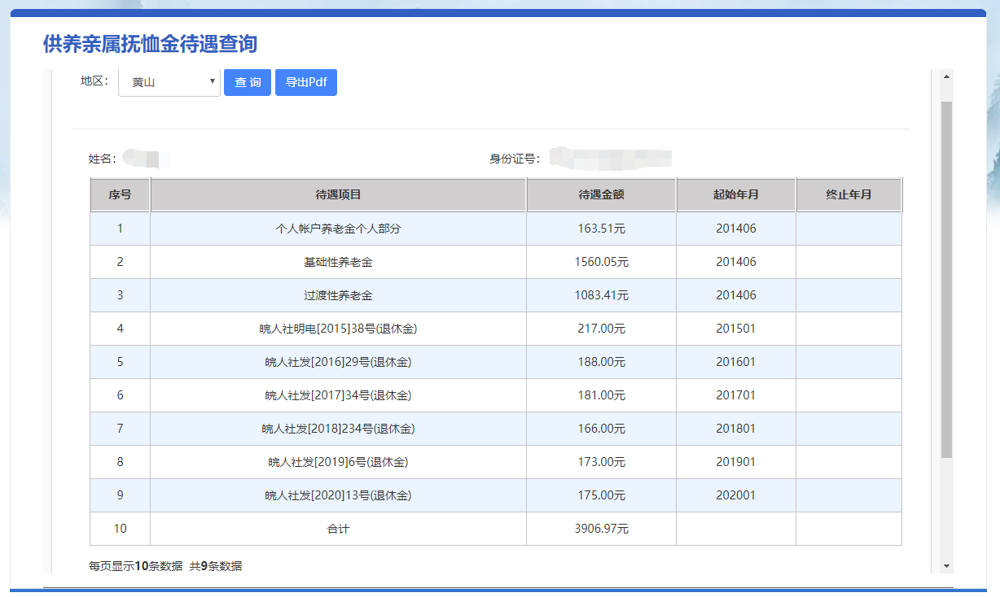 供养亲属抚恤金待遇查询
地区： 黄山 查 询 导出Pdf
姓名： 身份证号：
序号 待遇项目 待遇金额 起始年月 终止年月
1 个人帐户养老金个人部分 163.51元 201406
2 基础性养老金 1560.05元 201406
3 过渡性养老金 1083.41元 201406
4 皖人社明电[2015]38号(退休金) 217.00元 201501
5 皖人社发[2016]29号(退休金) 188.00元 201601
6 皖人社发[2017]34号(退休金) 181.00元 201701
7 皖人社发[2018]234号(退休金) 166.00元 201801
8 皖人社发[2019]6号(退休金) 173.00元 201901
9 皖人社发[2020]13号(退休金) 175.00元 202001
10 合计 3906.97元
每页显示10条数据 共9条数据